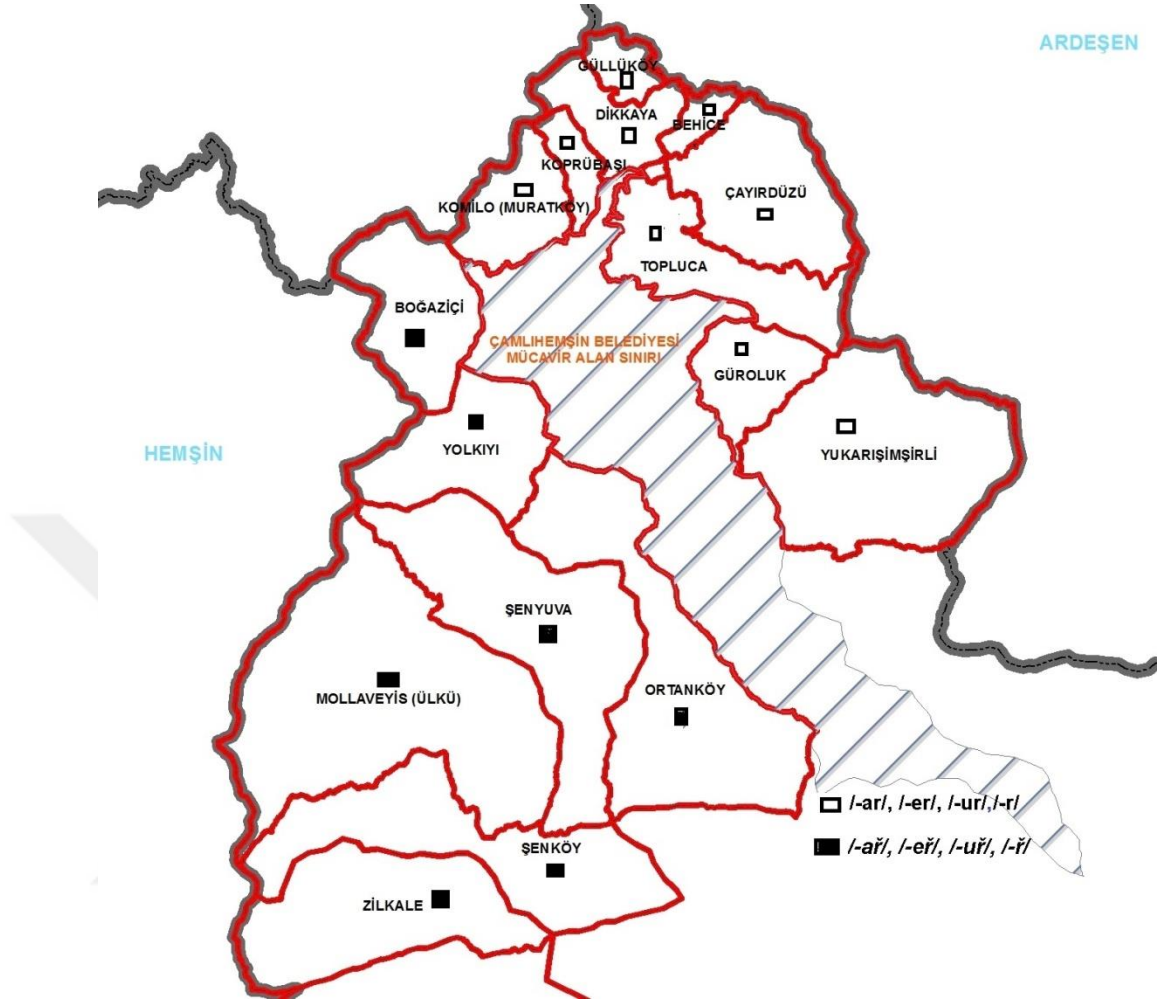 ARDEŞEN
GÜLLÜKÖY
DİKKAYA
BEHİCE
KÖPRÜBAŞI
KOMİLO (MURATKÖY)
ÇAYIRDÜZÜ
TOPLUCA
BOĞAZİÇİ
ÇAMLIHEMŞİN BELEDİYESİ
MÜCAVİR ALAN SINIRI
GÜROLUK
HEMŞİN
YOLKIYI
YUKARIŞİMŞİRLİ
ŞENYUVA
MOLLAVEYİS (ÜLKÜ)
ORTANKÖY
/-ar/, /-er/, /-ur/,/-r/
/-ař/, /-eř/, /-uř/, /-ř/
ŞENKÖY
ZİLKALE